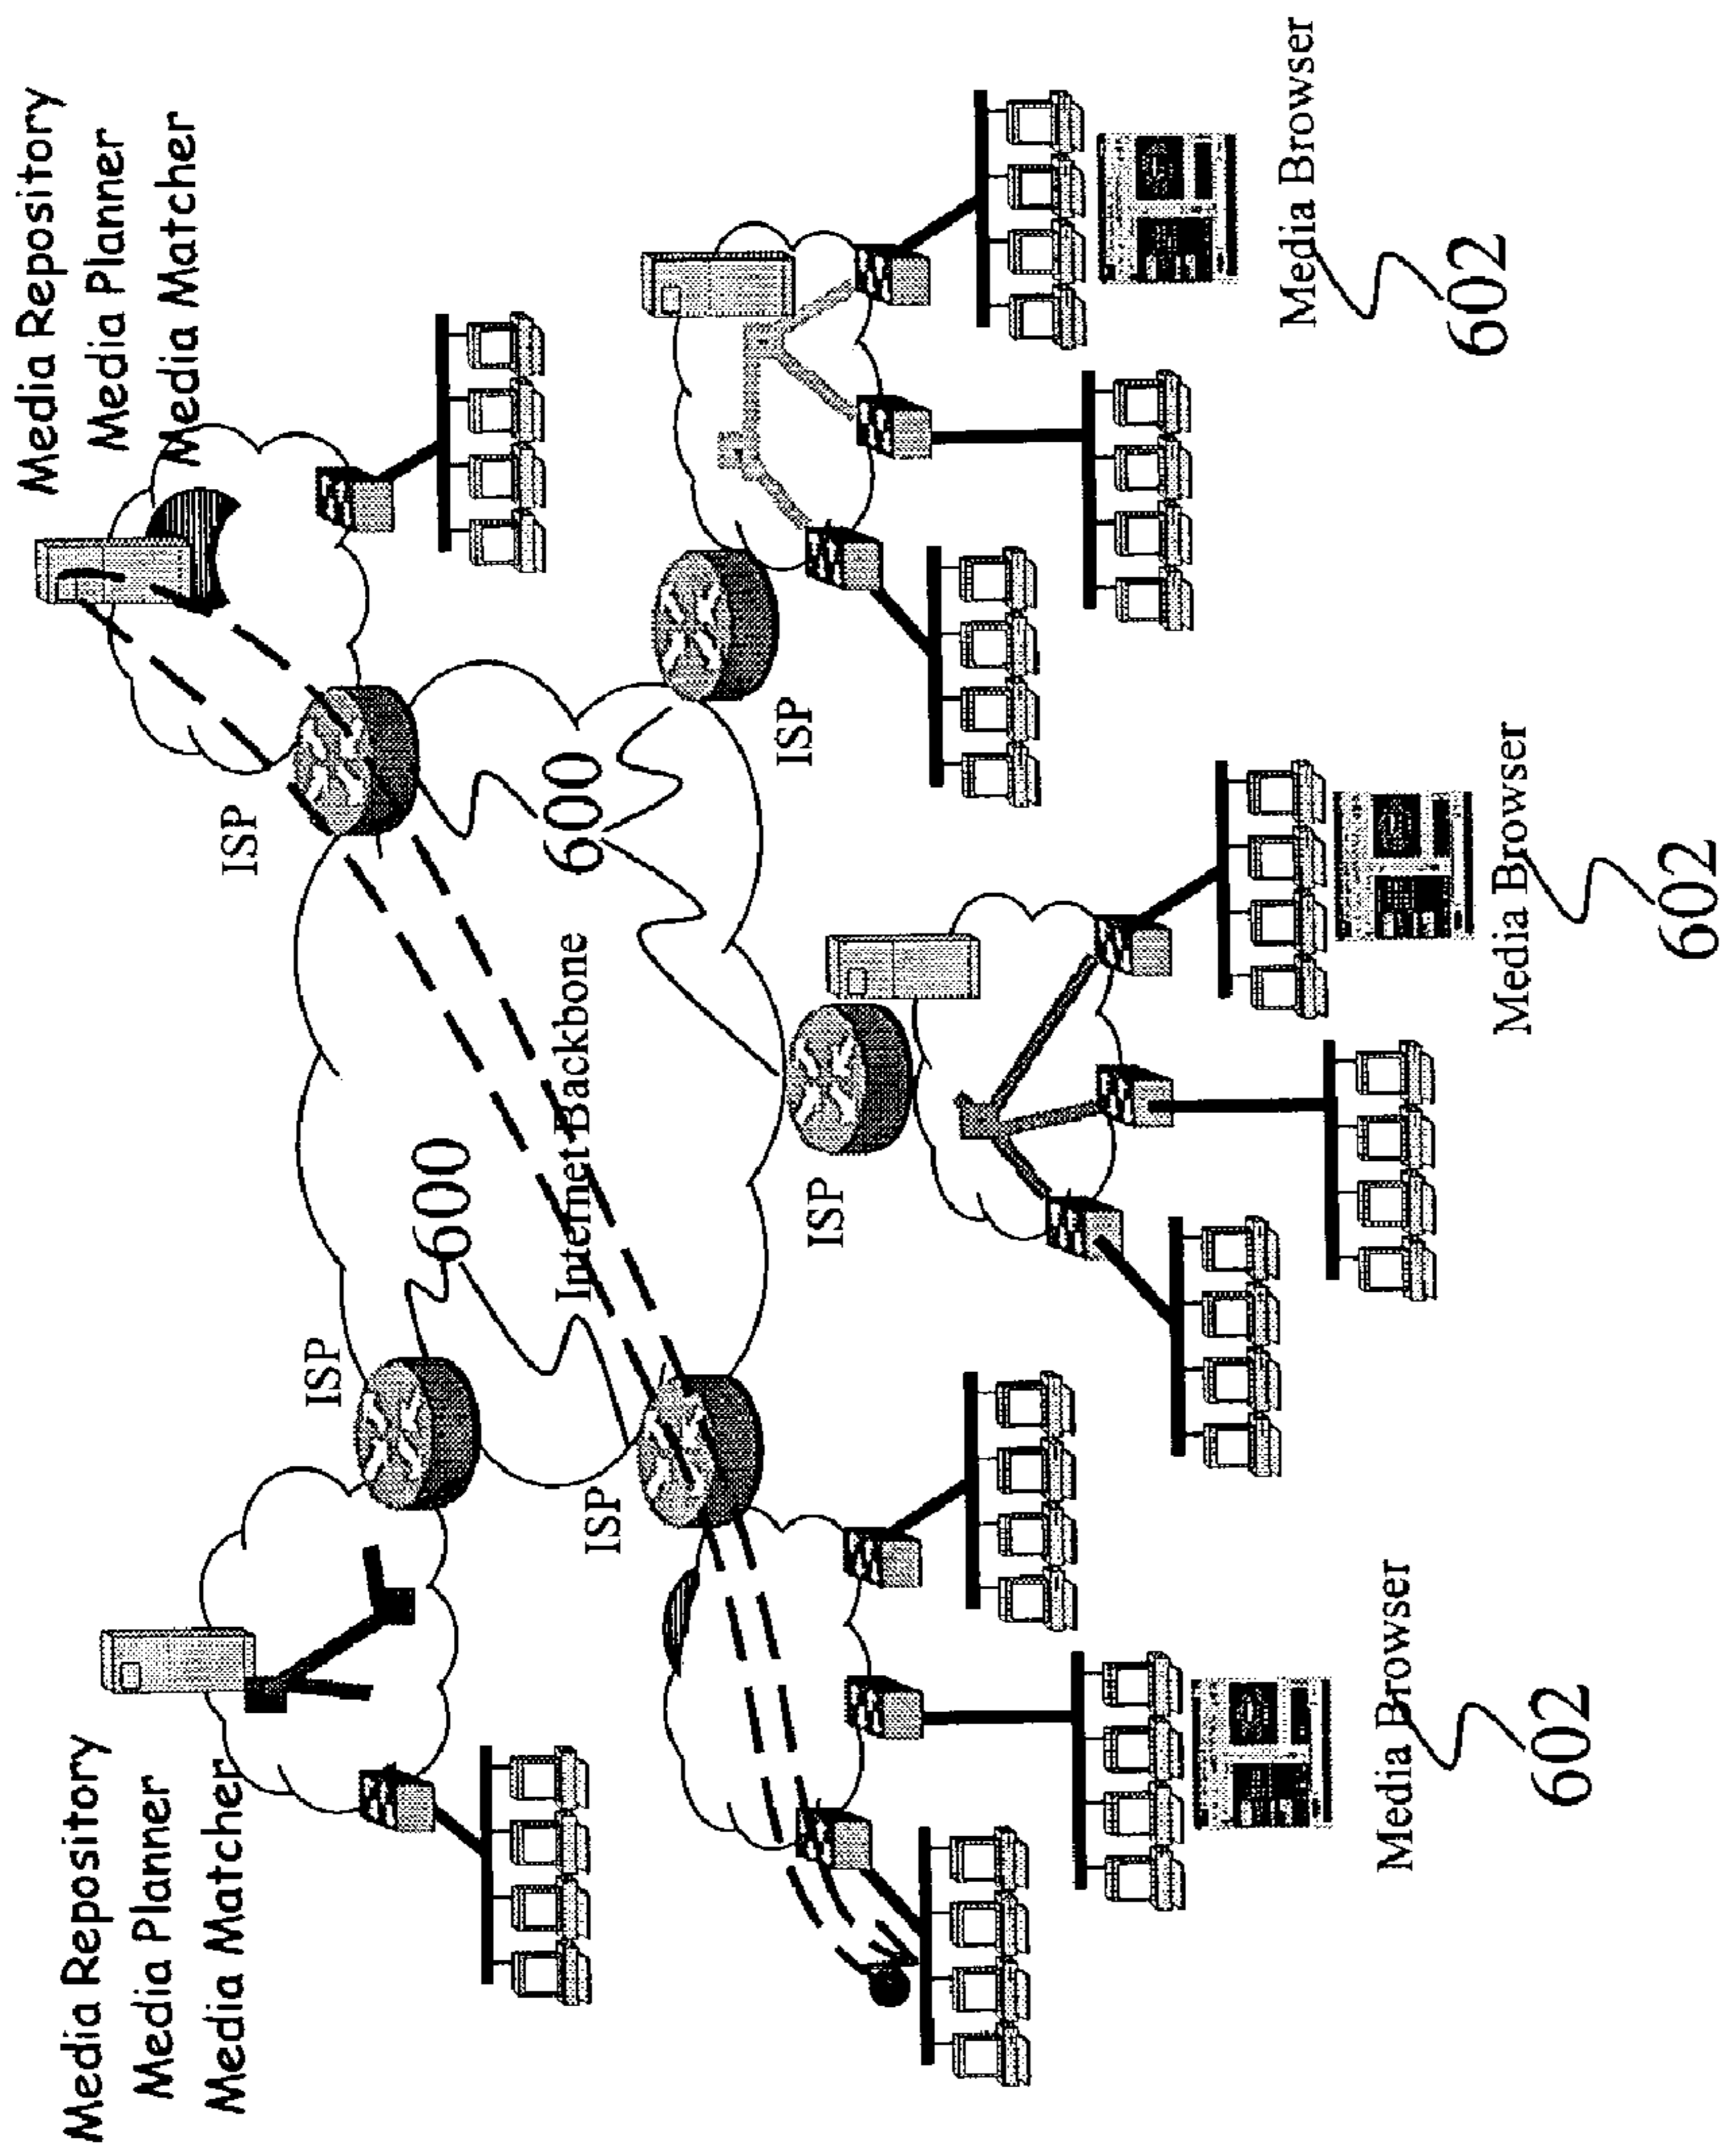 Media Repository
Media Planner
Media Matcher
Media Repository
Media Planner
Media Matcher
ISP
ISP
600
600
Internet Backbone
ISP
ISP
ISP
Media Browser
602
Media Browser
602
Media Browser
602